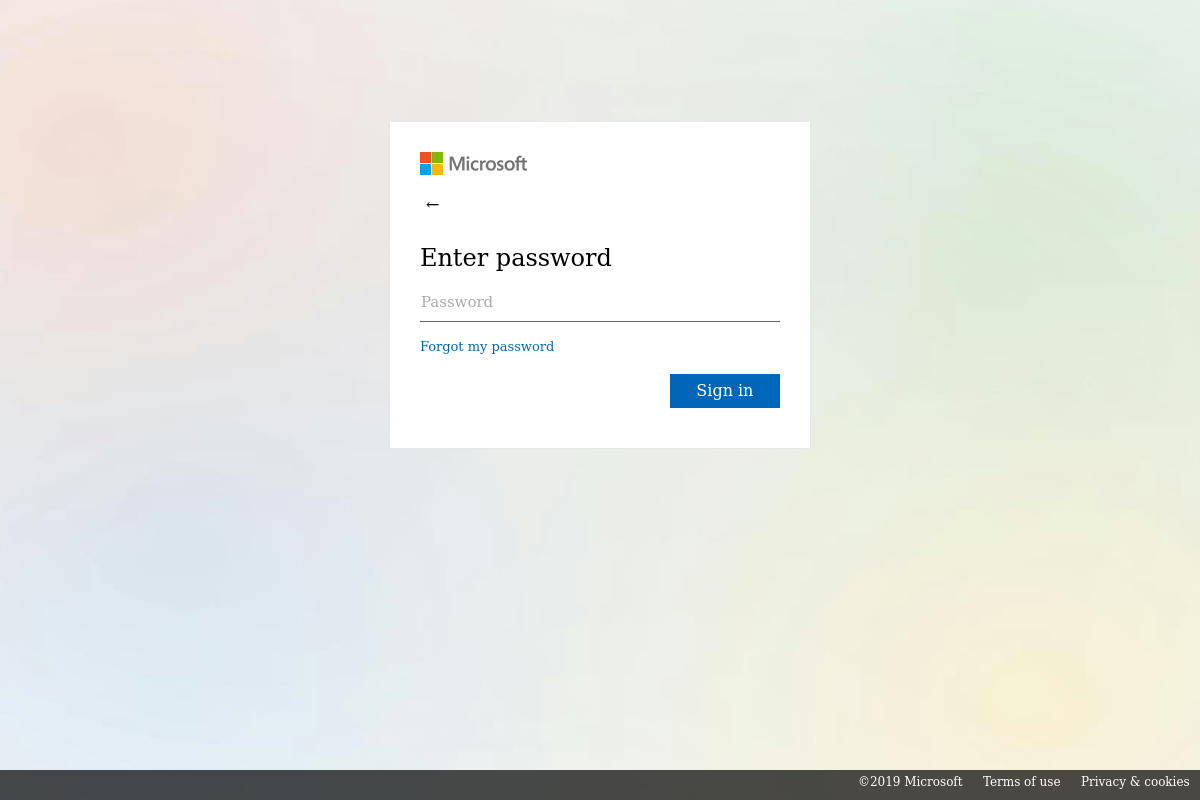 Microsoft
←
Enter password
Password
Forgot my password
Sign in
©2019 Microsoft Terms of use Privacy & cookies